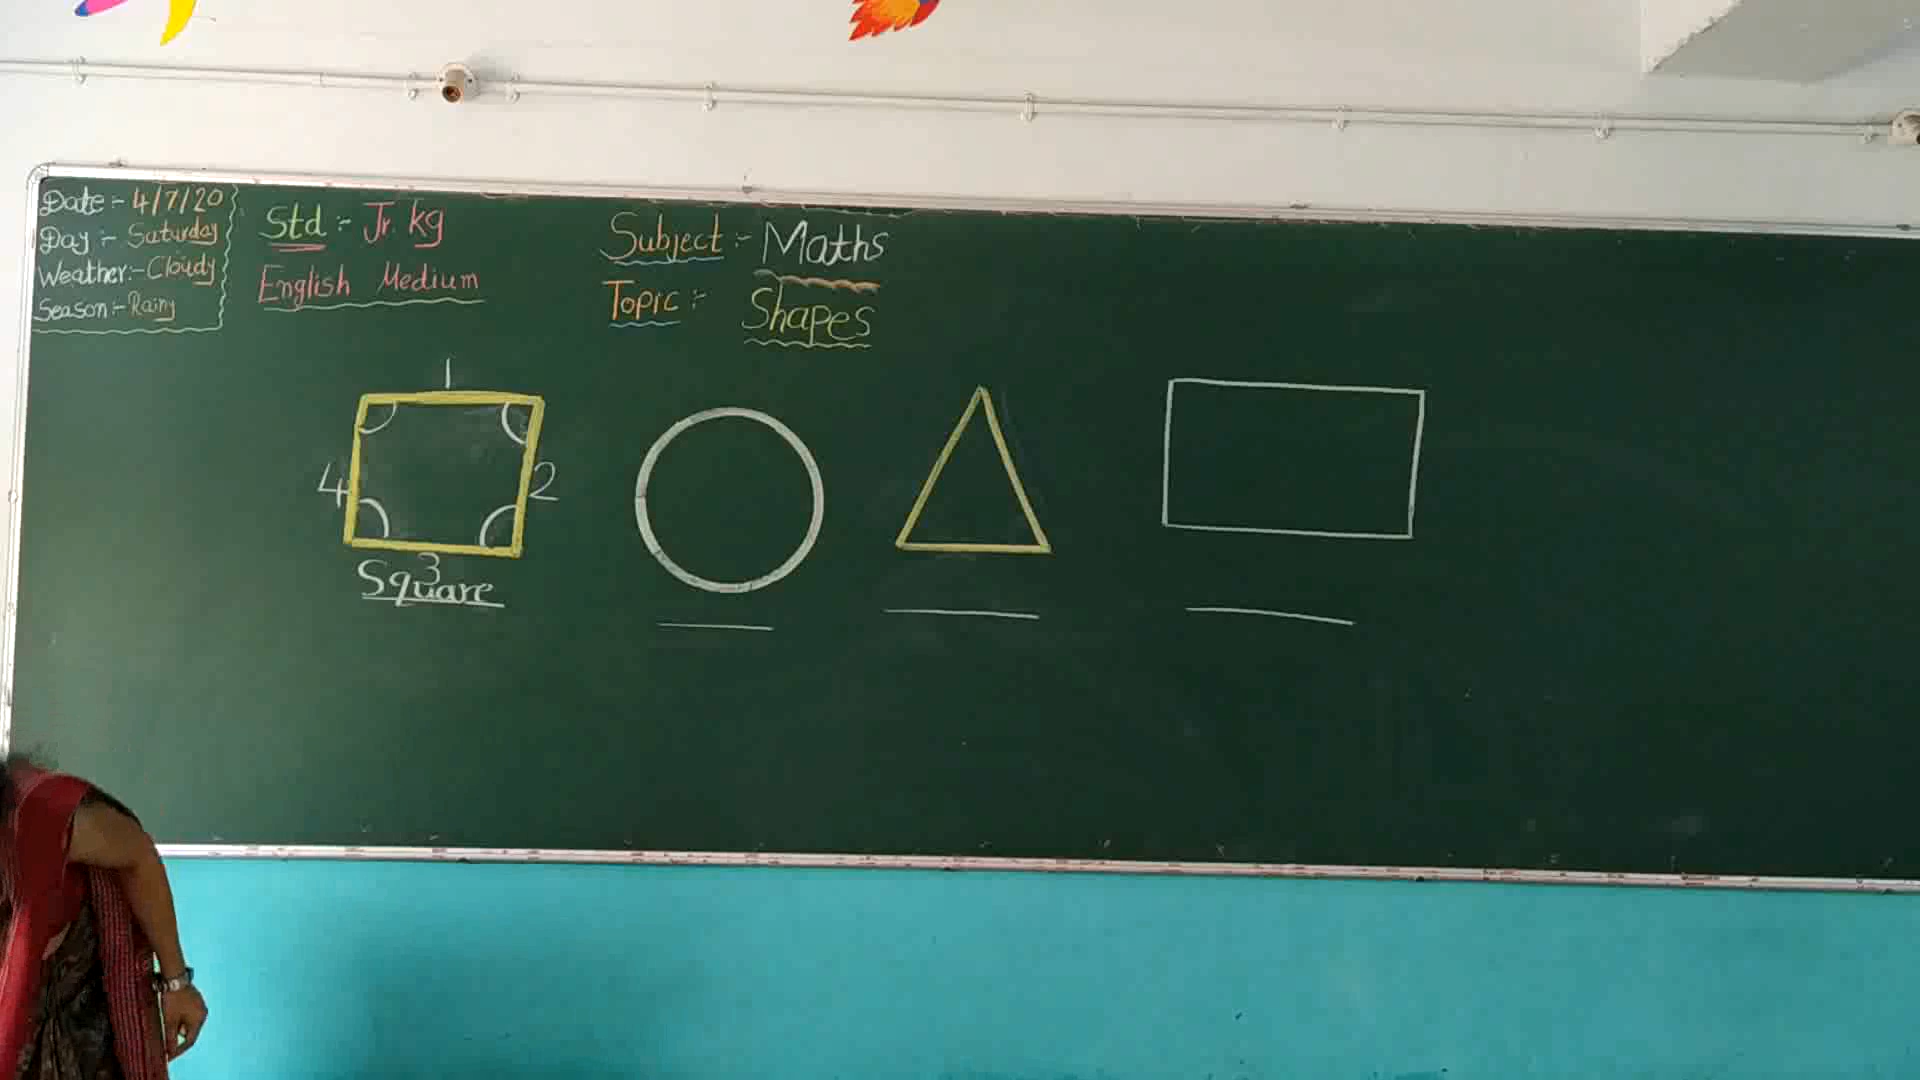 Date :- 4/7/20
Day :- Saturday
Weather :- Cloudy
Season :- Rainy
Std :- Jr. kg
English Medium
Subject :- Maths
Topic :- Shapes
1
4 2
3
Square